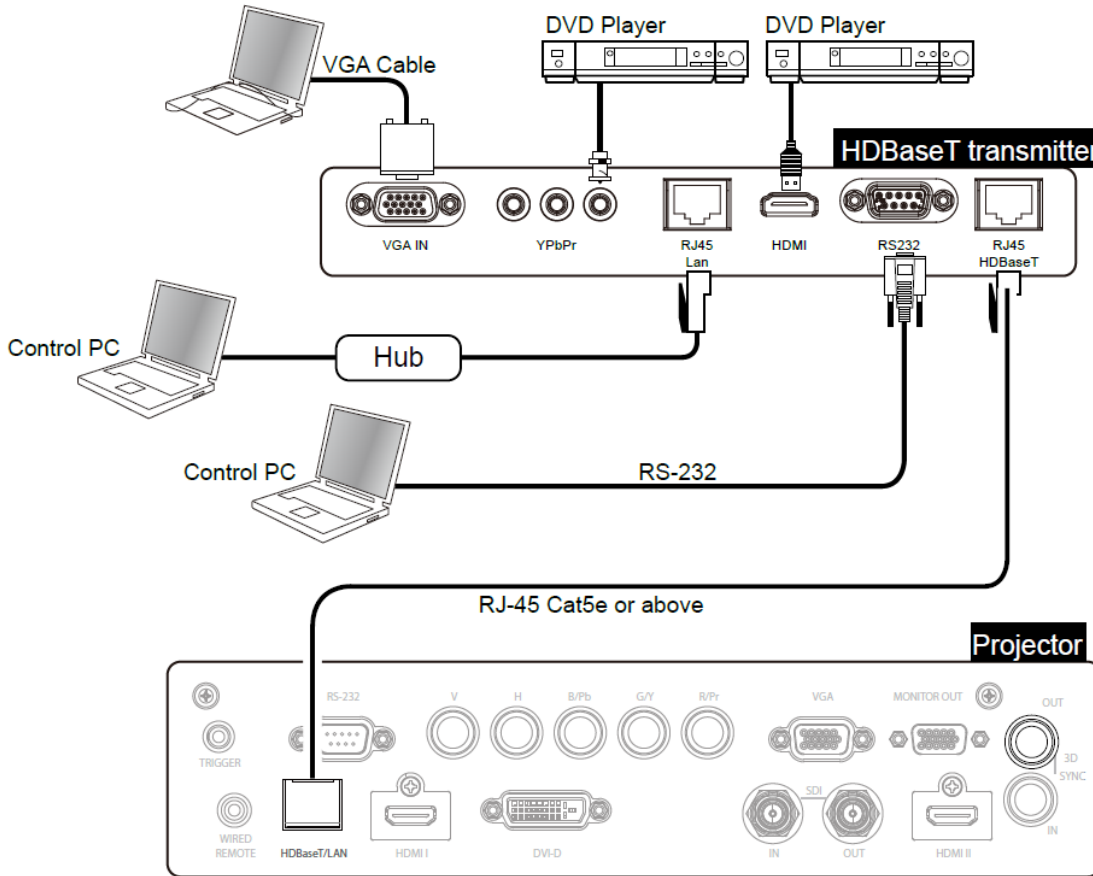 DVD Player
DVD Player
VGA Cable
HDBaseT transmitter
VGA IN
YPbPr
RJ45
Lan
HDMI
RS232
RJ45
HDBaseT
Control PC
Hub
Control PC
RS-232
RJ-45 Cat5e or above
Projector
RS-232
V
H
B/Pb
G/Y
R/Pr
VGA
MONITOR OUT
OUT
TRIGGER
3D
SYNC
SDI
WIRED
REMOTE
HDBaseT/LAN
HDMI I
DVI-D
IN
OUT
HDMI II
IN